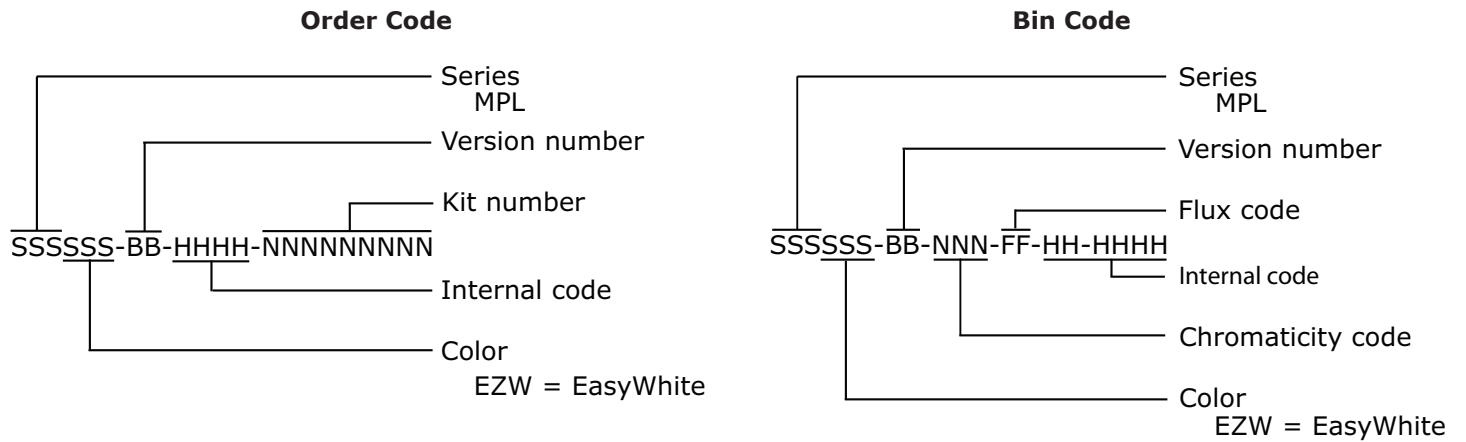 Order Code
Series
MPL
Version number
Kit number
SSSSSS-BB-HHHH-NNNNNNNNN
Internal code
Color
EZW = EasyWhite
Bin Code
Series
MPL
Version number
Flux code
SSSSSS-BB-NNN-FF-HH-HHHH
Internal code
Chromaticity code
Color
EZW = EasyWhite